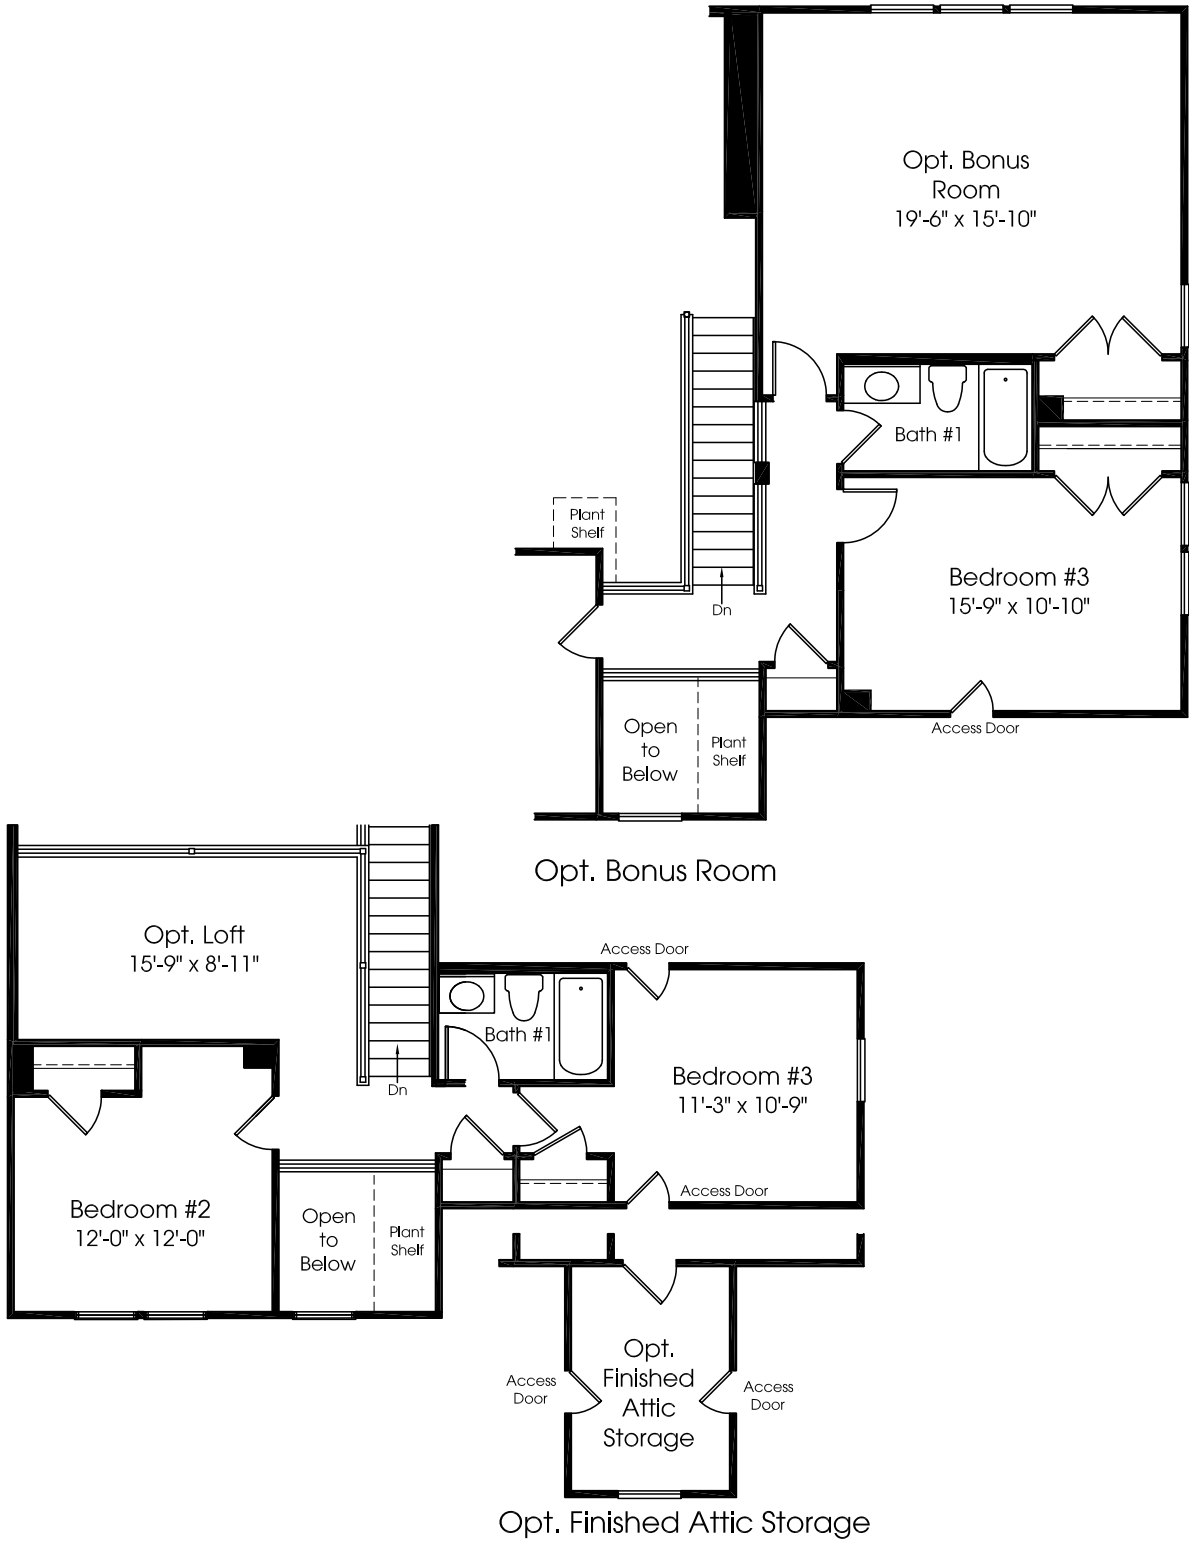 Opt. Bonus
Room
19'-6" x 15'-10"
Bath #1
Plant
Shelf
Bedroom #3
15'-9" x 10'-10"
Dn
Open
to
Below
Plant
Shelf
Access Door
Opt. Bonus Room
Opt. Loft
15'-9" x 8'-11"
Access Door
Bath #1
Dn
Bedroom #3
11'-3" x 10'-9"
Access Door
Bedroom #2
12'-0" x 12'-0"
Open
to
Below
Plant
Shelf
Opt.
Finished
Attic
Storage
Access
Door
Access
Door
Opt. Finished Attic Storage